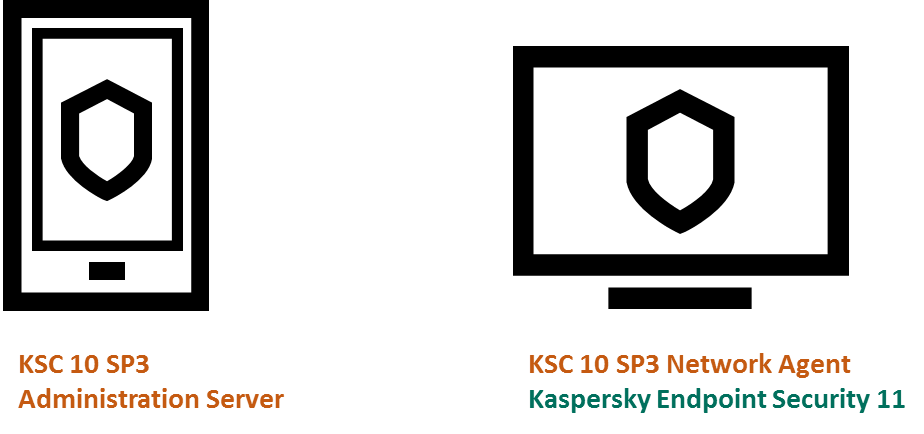 KSC 10 SP3
Administration Server
KSC 10 SP3 Network Agent
Kaspersky Endpoint Security 11